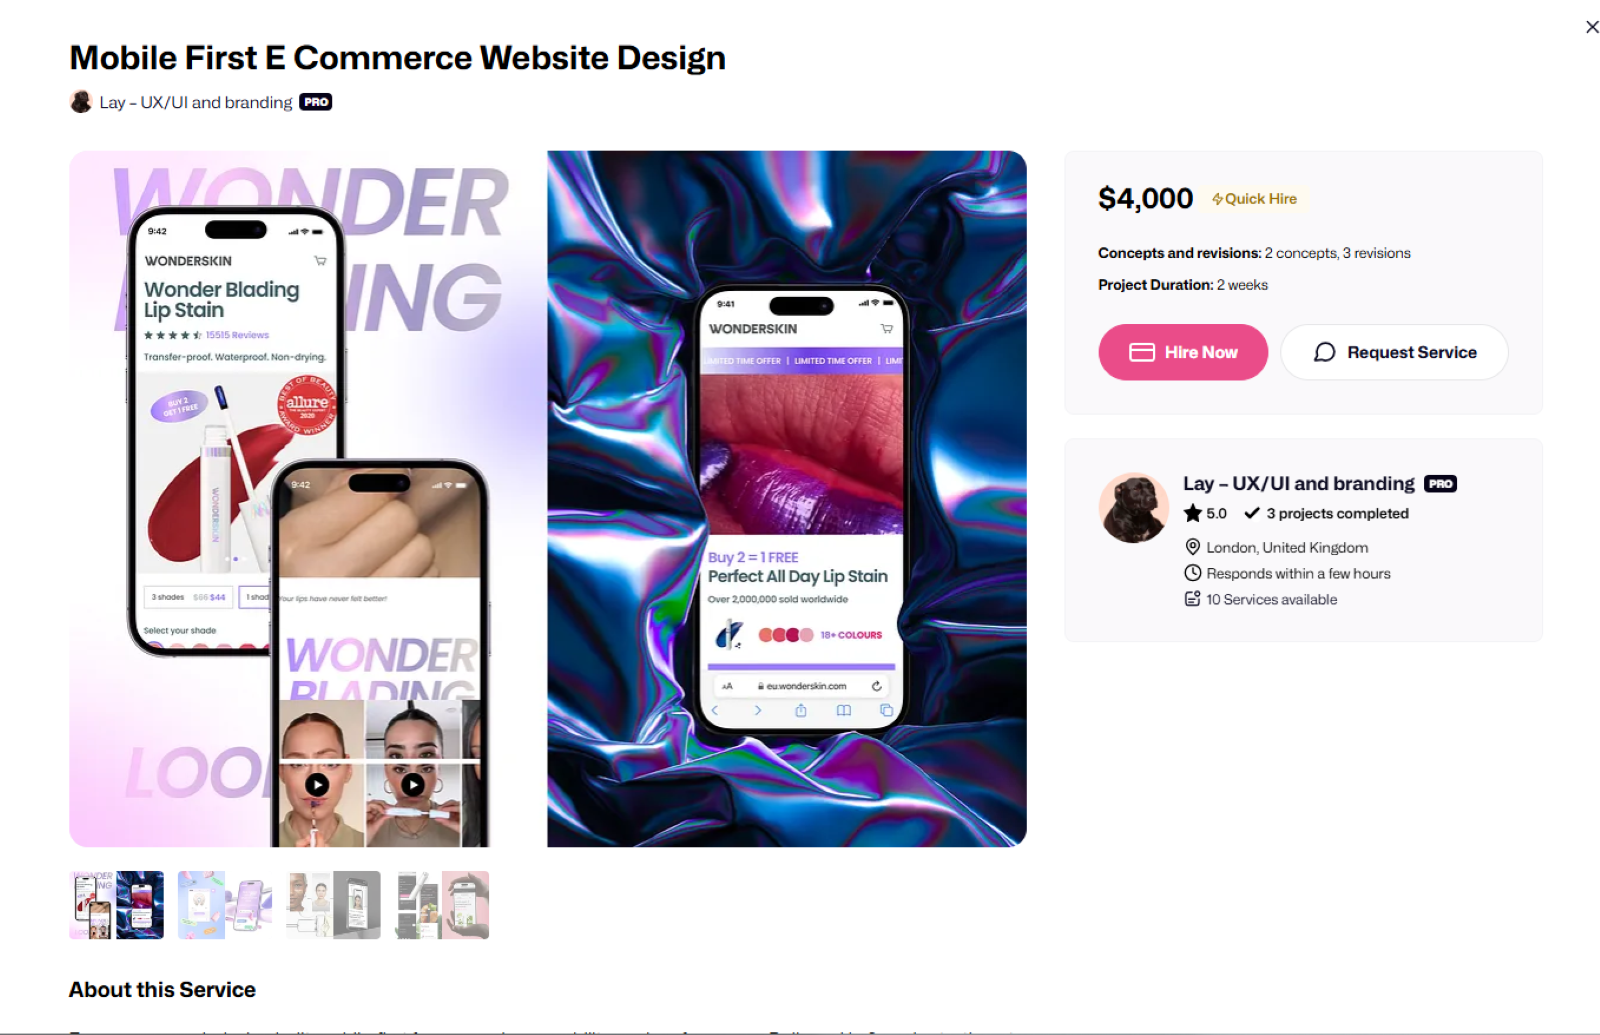 Mobile First E Commerce Website Design
Lay – UX/UI and branding PRO
WONDER
BLADING
9:42
WONDERSKIN
Wonder Blading
Lip Stain
15515 Reviews
Transfer-proof. Waterproof. Non-drying.
BUY 2
GET 1 FREE
BEST OF BEAUTY
allure
2020
AWARD WINNER
WONDERSKIN
3 shades $66 $44
1 shad
Select your shade
9:42
Your lips have never felt better!
WONDER
BLADING
LOO
9:41
WONDERSKIN
LIMITED TIME OFFER | LIMITED TIME OFFER | LIMI
Buy 2 = 1 FREE
Perfect All Day Lip Stain
Over 2,000,000 sold worldwide
18+ COLOURS
AA eu.wonderskin.com
$4,000 Quick Hire
Concepts and revisions: 2 concepts, 3 revisions
Project Duration: 2 weeks
Hire Now
Request Service
Lay – UX/UI and branding PRO
5.0 3 projects completed
London, United Kingdom
Responds within a few hours
10 Services available
About this Service